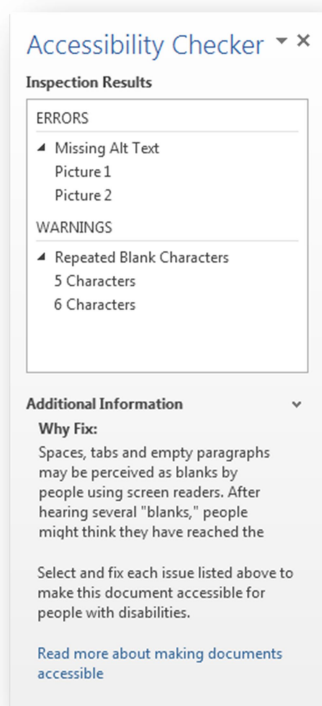 Accessibility Checker
Inspection Results
ERRORS
Missing Alt Text
Picture 1
Picture 2
WARNINGS
Repeated Blank Characters
5 Characters
6 Characters
Additional Information
Why Fix:
Spaces, tabs and empty paragraphs
may be perceived as blanks by
people using screen readers. After
hearing several "blanks," people
might think they have reached the
Select and fix each issue listed above to
make this document accessible for
people with disabilities.
Read more about making documents
accessible